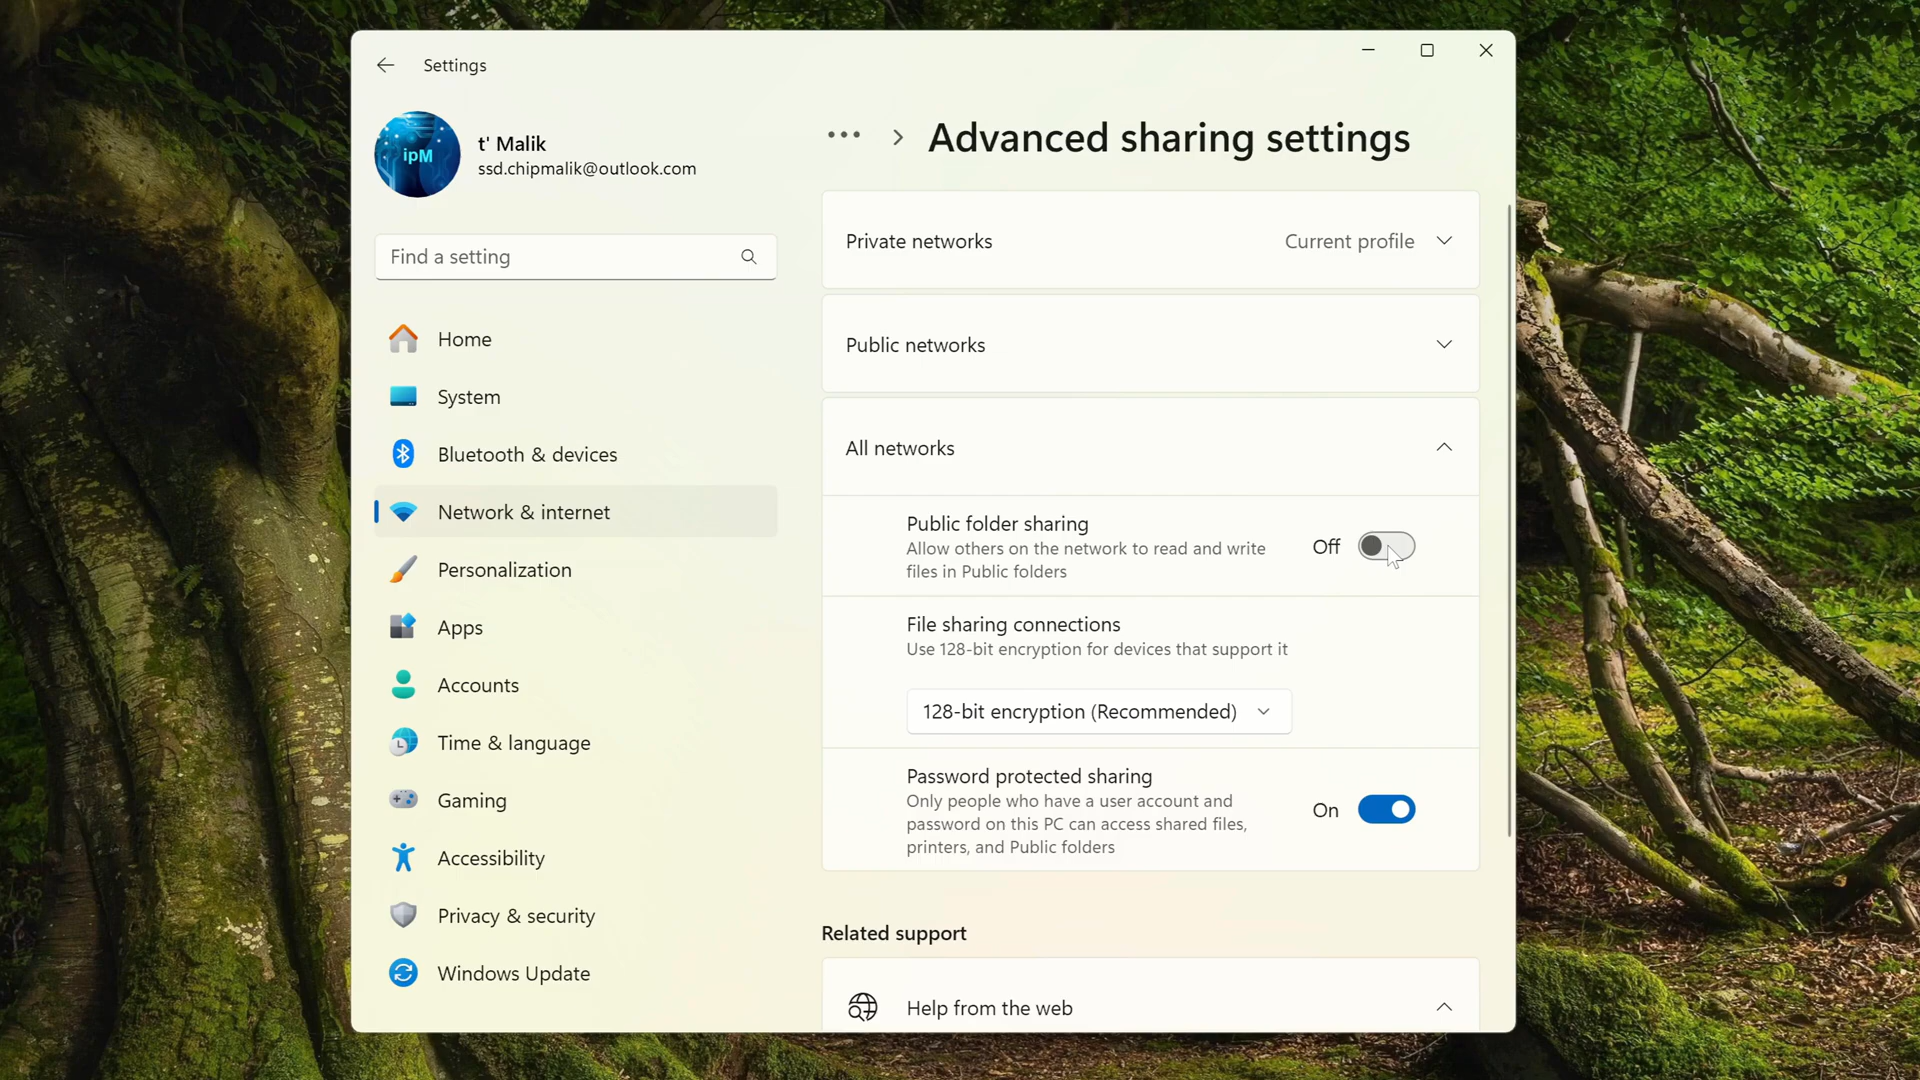 Settings
ipM
t' Malik
ssd.chipmalik@outlook.com
Find a setting
Home
System
Bluetooth & devices
Network & internet
Personalization
Apps
Accounts
Time & language
Gaming
Accessibility
Privacy & security
Windows Update
... > Advanced sharing settings
Private networks Current profile
Public networks
All networks
Public folder sharing
Allow others on the network to read and write
files in Public folders
Off
File sharing connections
Use 128-bit encryption for devices that support it
128-bit encryption (Recommended)
Password protected sharing
Only people who have a user account and
password on this PC can access shared files,
printers, and Public folders
On
Related support
Help from the web